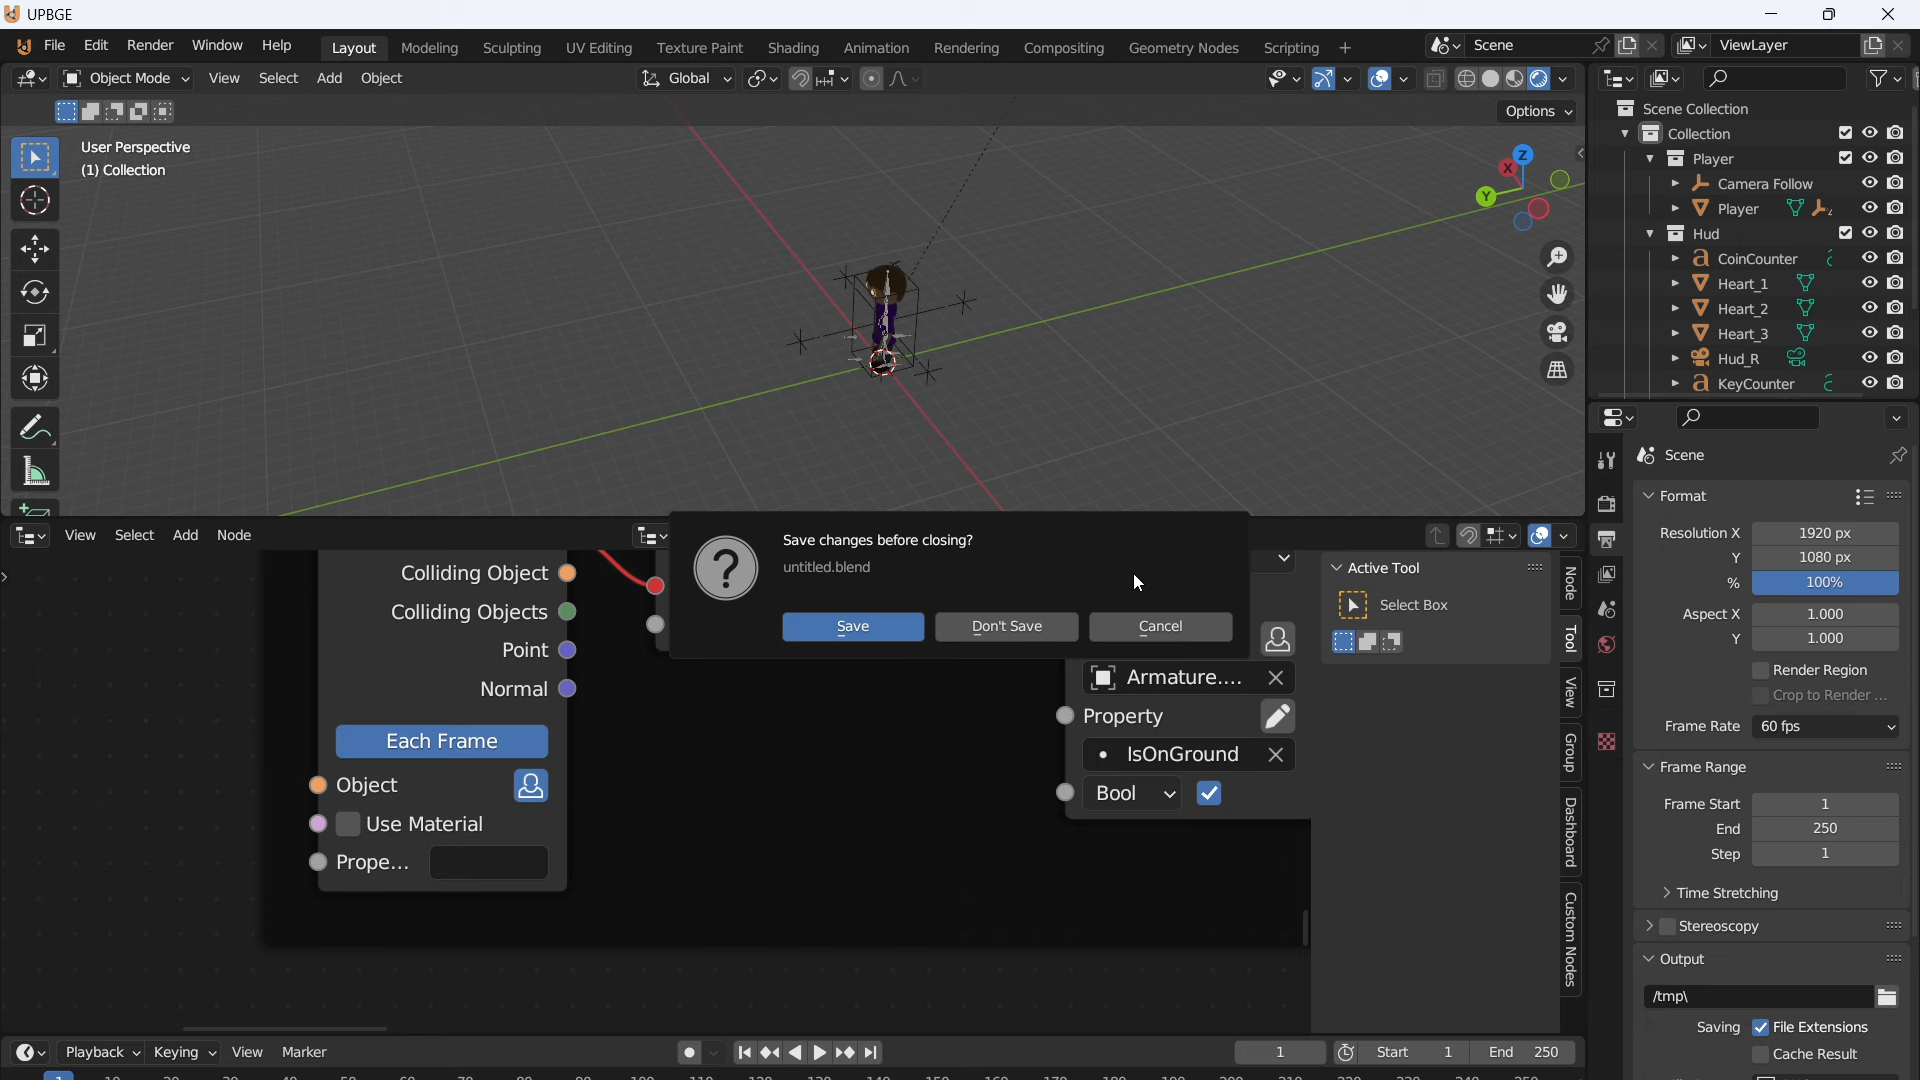 UPBGE
File Edit Render Window Help Layout Modeling Sculpting UV Editing Texture Paint Shading Animation Rendering Compositing Geometry Nodes Scripting + Scene ViewLayer
Object Mode View Select Add Object Global
Options
User Perspective
(1) Collection
Z
X
Y
Scene Collection
Collection
Player
Camera Follow
Player
Hud
CoinCounter
Heart_1
Heart_2
Heart_3
Hud_R
KeyCounter
View Select Add Node
Colliding Object
Colliding Objects
Point
Normal
Each Frame
Object
Use Material
Prope...
Save changes before closing?
untitled.blend
Save Don't Save Cancel
Armature....
Property
IsOnGround
Bool
Active Tool
Select Box
Node
Tool
View
Group
Dashboard
Custom Nodes
Scene
Format
Resolution X 1920 px
Y 1080 px
% 100%
Aspect X 1.000
Y 1.000
Render Region
Crop to Render ...
Frame Rate 60 fps
Frame Range
Frame Start 1
End 250
Step 1
Time Stretching
Stereoscopy
Output
/tmp\
Saving File Extensions
Cache Result
Playback Keying View Marker 1 Start 1 End 250